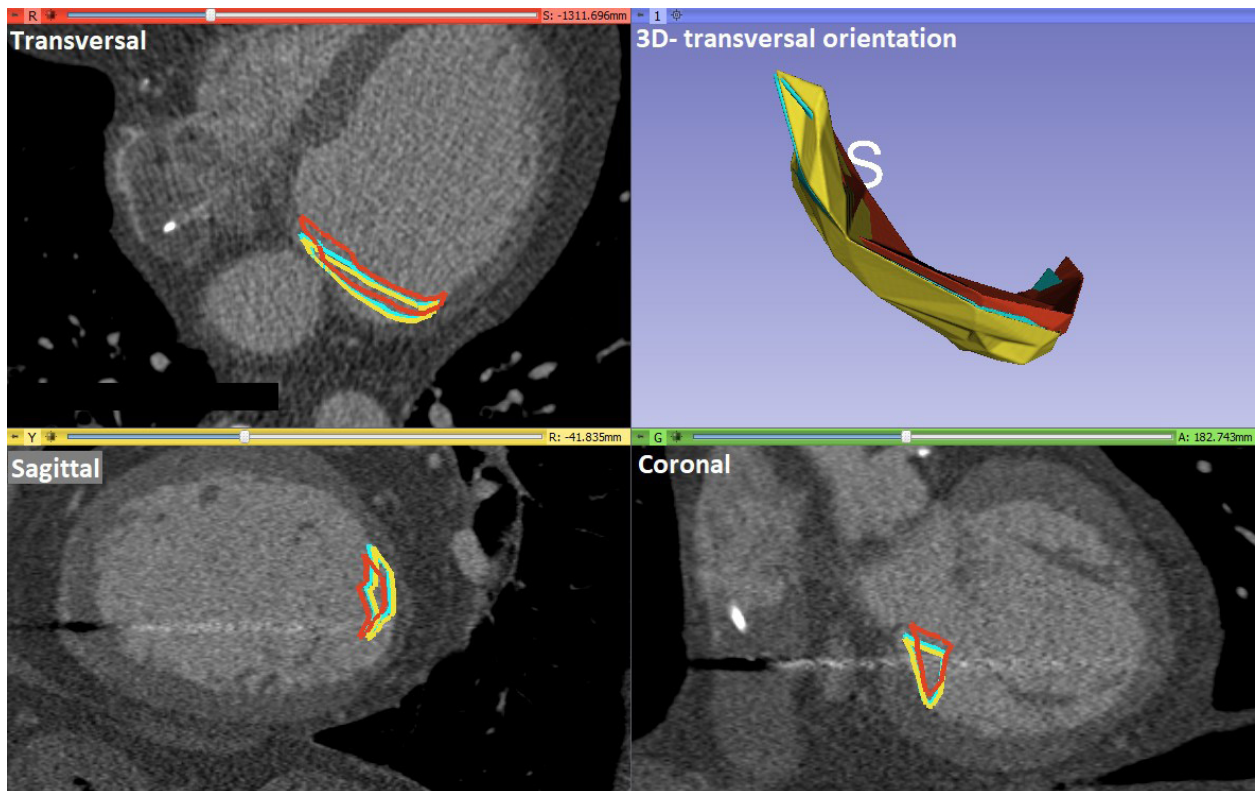 R S: -1311.696mm
Transversal
1
3D- transversal orientation
S
Y R: -41.835mm
Sagittal
G A: 182.743mm
Coronal